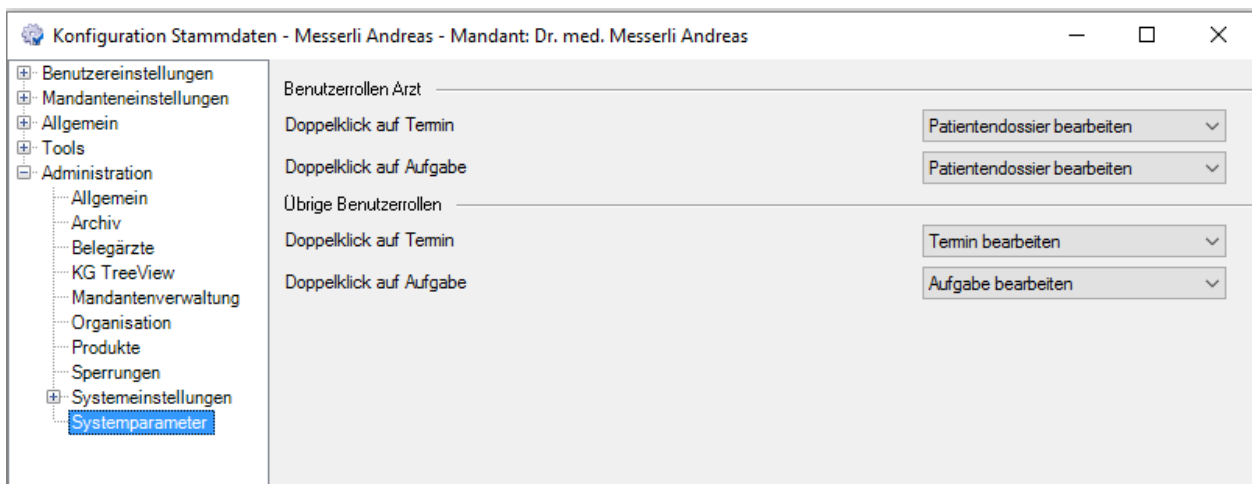 Konfiguration Stammdaten - Messerli Andreas - Mandant: Dr. med. Messerli Andreas
Benutzereinstellungen
Mandanteneinstellungen
Allgemein
Tools
Administration
Allgemein
Archiv
Belegärzte
KG TreeView
Mandantenverwaltung
Organisation
Produkte
Sperrungen
Systemeinstellungen
Systemparameter
Benutzerrollen Arzt
Doppelklick auf Termin Patientendossier bearbeiten
Doppelklick auf Aufgabe Patientendossier bearbeiten
Übrige Benutzerrollen
Doppelklick auf Termin Termin bearbeiten
Doppelklick auf Aufgabe Aufgabe bearbeiten